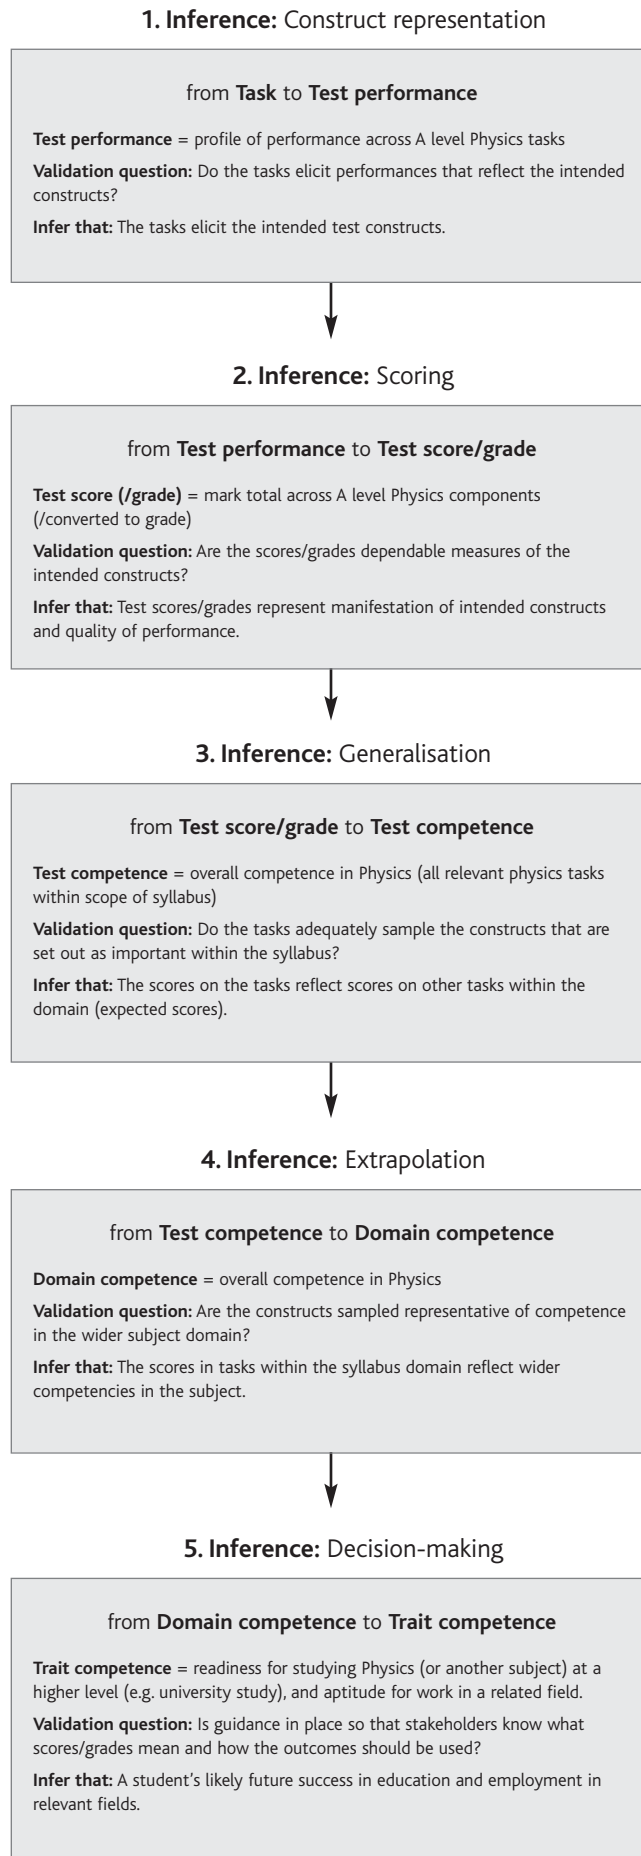 1. Inference: Construct representation
from Task to Test performance
Test performance = profile of performance across A level Physics tasks
Validation question: Do the tasks elicit performances that reflect the intended
constructs?
Infer that: The tasks elicit the intended test constructs.
2. Inference: Scoring
from Test performance to Test score/grade
Test score (/grade) = mark total across A level Physics components
(/converted to grade)
Validation question: Are the scores/grades dependable measures of the
intended constructs?
Infer that: Test scores/grades represent manifestation of intended constructs
and quality of performance.
3. Inference: Generalisation
from Test score/grade to Test competence
Test competence = overall competence in Physics (all relevant physics tasks
within scope of syllabus)
Validation question: Do the tasks adequately sample the constructs that are
set out as important within the syllabus?
Infer that: The scores on the tasks reflect scores on other tasks within the
domain (expected scores).
4. Inference: Extrapolation
from Test competence to Domain competence
Domain competence = overall competence in Physics
Validation question: Are the constructs sampled representative of competence
in the wider subject domain?
Infer that: The scores in tasks within the syllabus domain reflect wider
competencies in the subject.
5. Inference: Decision-making
from Domain competence to Trait competence
Trait competence = readiness for studying Physics (or another subject) at a
higher level (e.g. university study), and aptitude for work in a related field.
Validation question: Is guidance in place so that stakeholders know what
scores/grades mean and how the outcomes should be used?
Infer that: A student's likely future success in education and employment in
relevant fields.